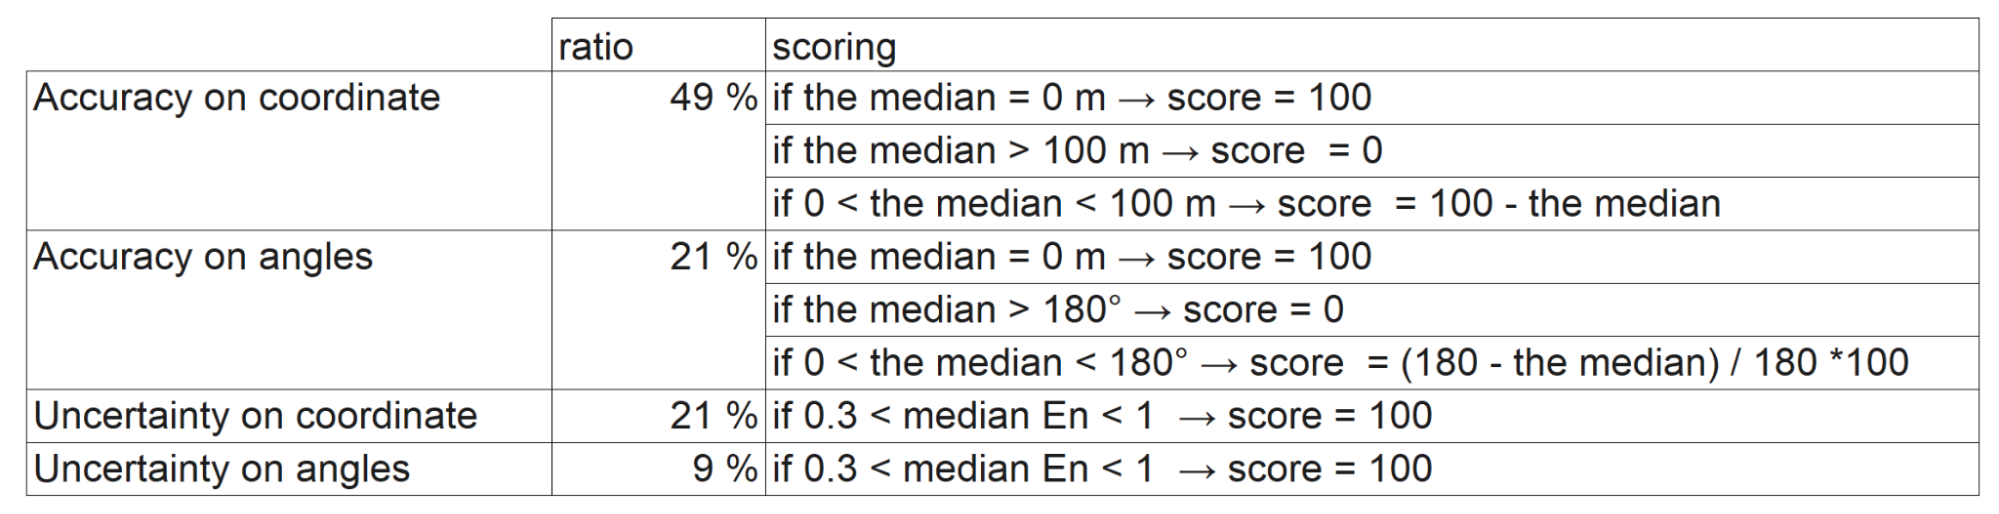 ratio scoring
Accuracy on coordinate 49 % if the median = 0 m → score = 100
if the median > 100 m → score = 0
if 0 < the median < 100 m → score = 100 - the median
Accuracy on angles 21 % if the median = 0 m → score = 100
if the median > 180° → score = 0
if 0 < the median < 180° → score = (180 - the median) / 180 *100
Uncertainty on coordinate 21 % if 0.3 < median En < 1 → score = 100
Uncertainty on angles 9 % if 0.3 < median En < 1 → score = 100